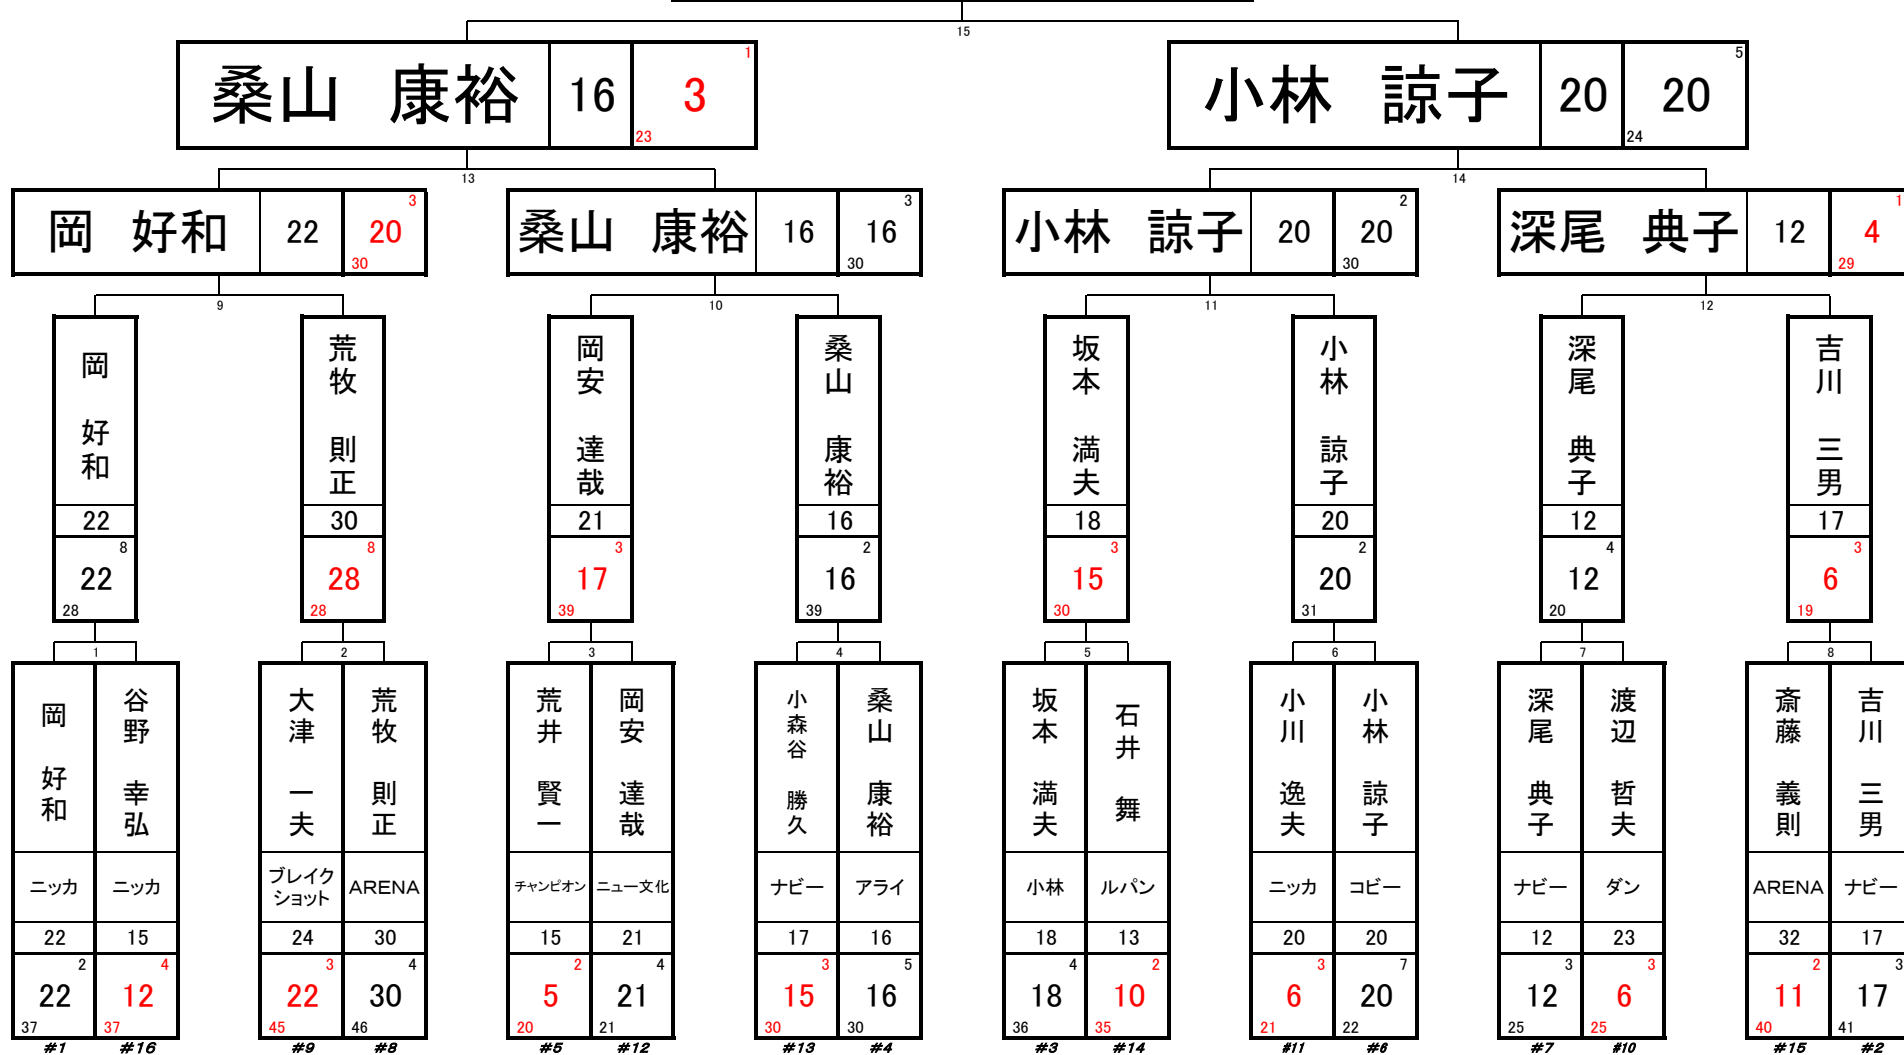 15
桑山　康裕 16 3 1 23
小林　諒子 20 20 5 24
13
14
岡　好和 22 20 3 30
桑山　康裕 16 16 3 30
小林　諒子 20 20 2 30
深尾　典子 12 4 1 29
9
10
11
12
岡　好和 22 22 8 28
荒牧　則正 30 28 8 28
岡安　達哉 21 17 3 39
桑山　康裕 16 16 2 39
坂本　満夫 18 15 3 30
小林　諒子 20 20 2 31
深尾　典子 12 12 4 20
吉川　三男 17 6 3 19
1
2
3
4
5
6
7
8
岡　好和 ニッカ 22 22 2 37 #1
谷野　幸弘 ニッカ 15 12 4 37 #16
大津　一夫 ブレイクショット 24 22 3 45 #9
荒牧　則正 ARENA 30 30 4 46 #8
荒井　賢一 チャンピオン 15 5 2 20 #5
岡安　達哉 ニュー文化 21 21 4 21 #12
小森谷　勝久 ナビー 17 15 3 30 #13
桑山　康裕 アライ 16 16 5 30 #4
坂本　満夫 小林 18 18 4 36 #3
石井　舞 ルパン 13 10 2 35 #14
小川　逸夫 ニッカ 20 6 3 21 #11
小林　諒子 コビー 20 20 7 22 #6
深尾　典子 ナビー 12 12 3 25 #7
渡辺　哲夫 ダン 23 6 3 25 #10
斎藤　義則 ARENA 32 11 2 40 #15
吉川　三男 ナビー 17 17 3 41 #2